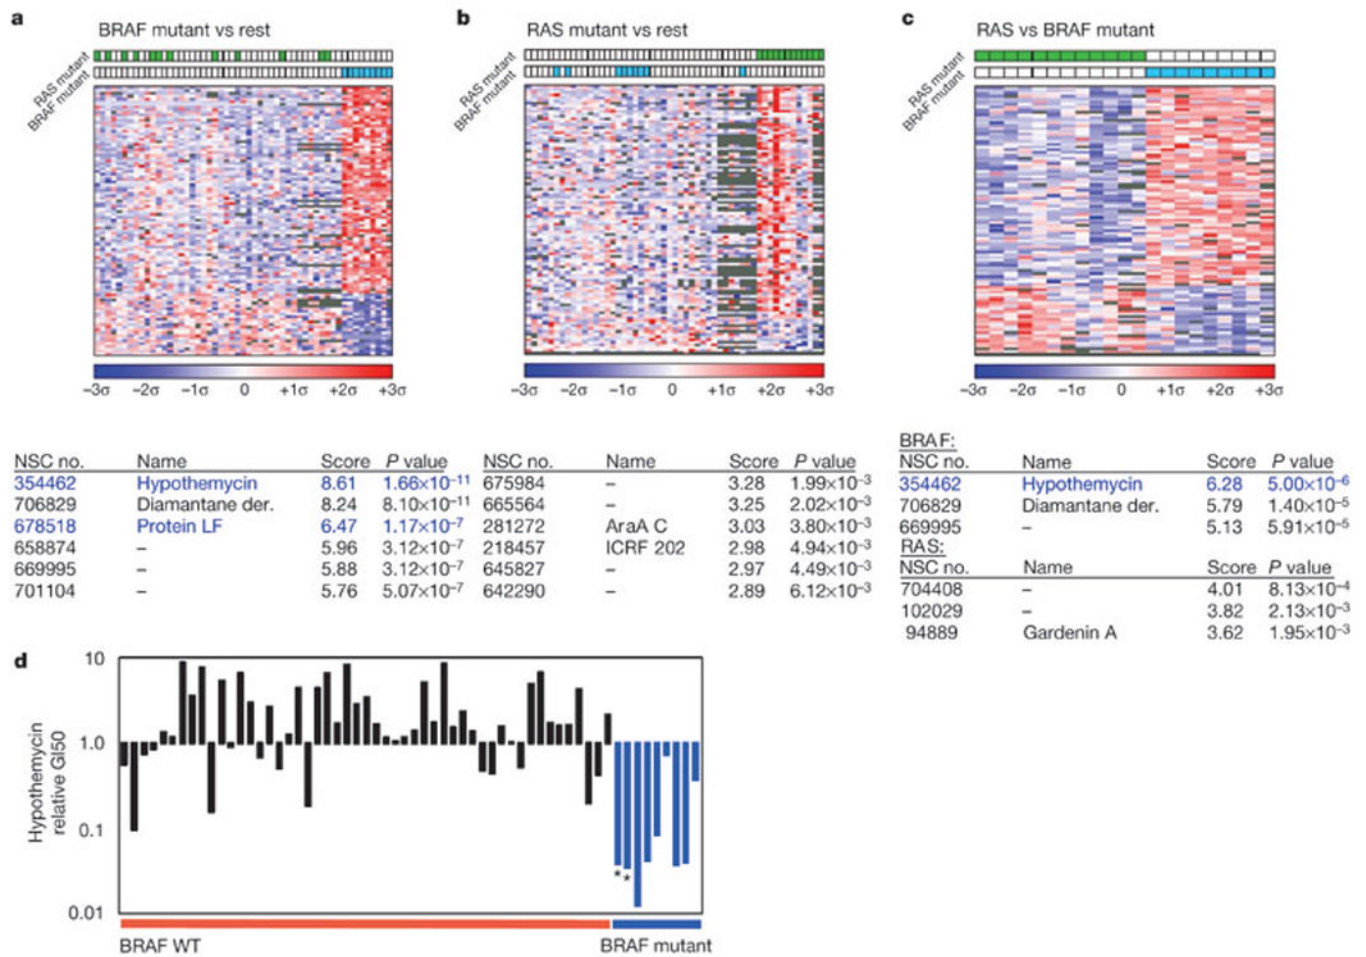 a
BRAF mutant vs rest
RAS mutant
BRAF mutant
−3σ −2σ −1σ 0 +1σ +2σ +3σ
NSC no. Name Score P value
354462 Hypothemycin 8.61 1.66×10⁻¹¹
706829 Diamantane der. 8.24 8.10×10⁻¹¹
678518 Protein LF 6.47 1.17×10⁻⁷
658874 – 5.96 3.12×10⁻⁷
669995 – 5.88 3.12×10⁻⁷
701104 – 5.76 5.07×10⁻⁷
b
RAS mutant vs rest
RAS mutant
BRAF mutant
−3σ −2σ −1σ 0 +1σ +2σ +3σ
NSC no. Name Score P value
675984 – 3.28 1.99×10⁻³
665564 – 3.25 2.02×10⁻³
281272 AraA C 3.03 3.80×10⁻³
218457 ICRF 202 2.98 4.94×10⁻³
645827 – 2.97 4.49×10⁻³
642290 – 2.89 6.12×10⁻³
c
RAS vs BRAF mutant
RAS mutant
BRAF mutant
−3σ −2σ −1σ 0 +1σ +2σ +3σ
BRAF:
NSC no. Name Score P value
354462 Hypothemycin 6.28 5.00×10⁻⁶
706829 Diamantane der. 5.79 1.40×10⁻⁵
669995 – 5.13 5.91×10⁻⁵
RAS:
NSC no. Name Score P value
704408 – 4.01 8.13×10⁻⁴
102029 – 3.82 2.13×10⁻³
94889 Gardenin A 3.62 1.95×10⁻³
d
Hypothemycin
relative GI50
10
1.0
0.1
0.01
* *
BRAF WT BRAF mutant